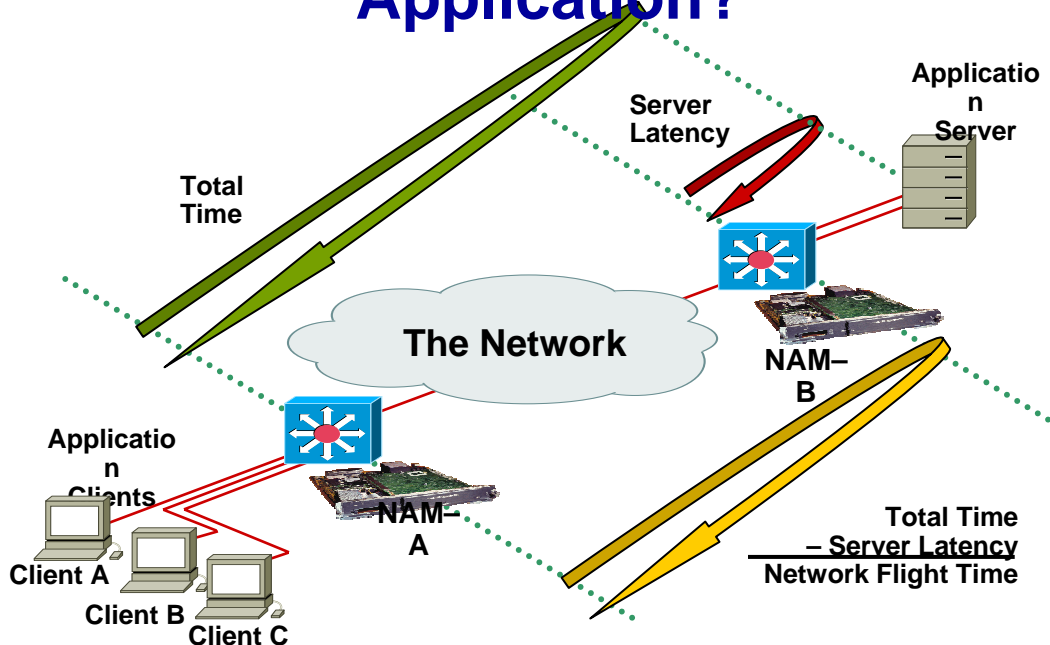 Application?
Applicatio
n
Server
Server
Latency
Total
Time
The Network
NAM–
B
Applicatio
n
Clients
NAM–
A
Client A
Client B
Client C
Total Time
– Server Latency
Network Flight Time